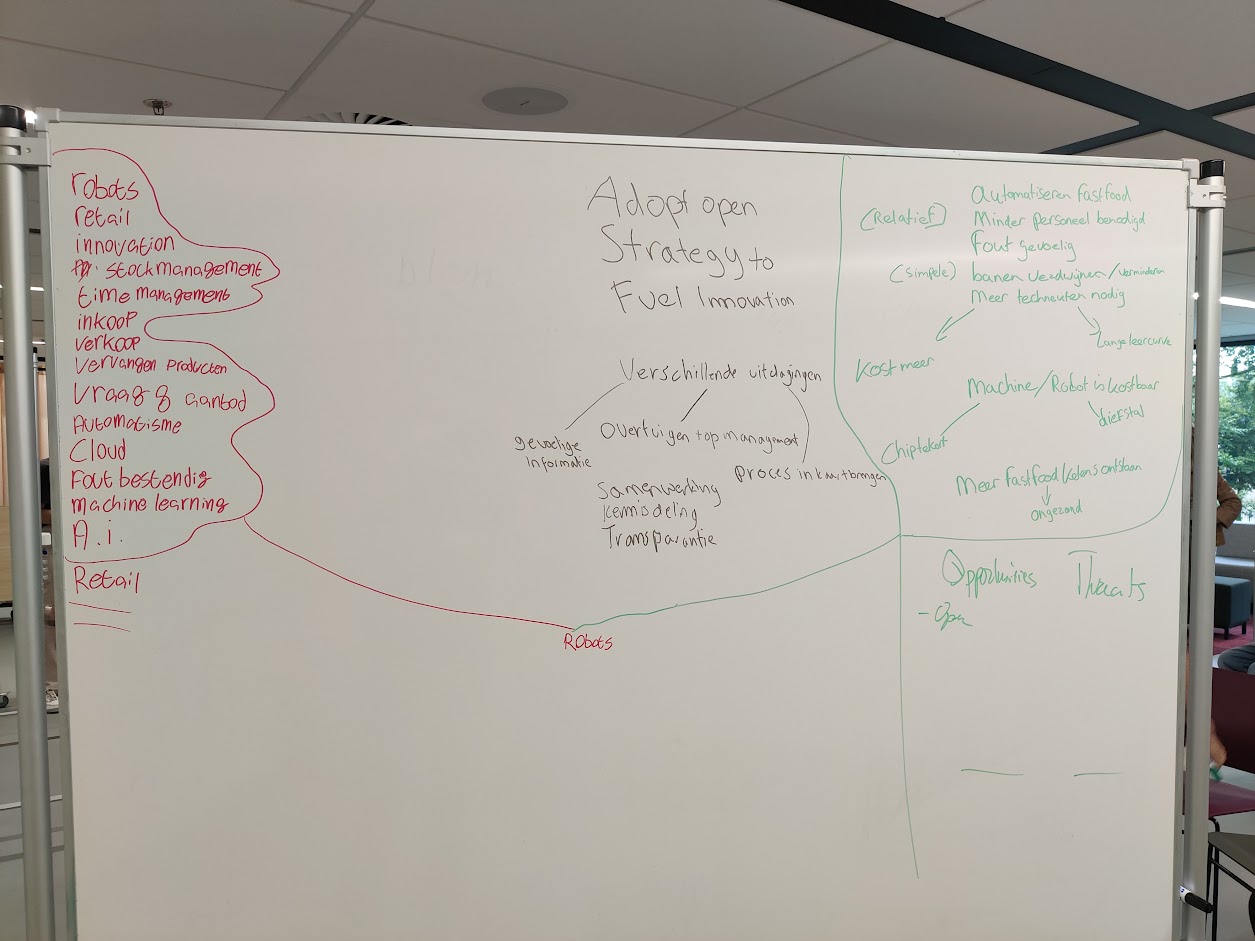 robots
retail
innovation
stockmanagement
time management
inkoop
verkoop
vervangen producten
vraag & aanbod
Automatisme
Cloud
Fout bestendig
machine learning
A.i.
Retail
Adopt open
Strategy to
Fuel Innovation
Verschillende uitdagingen
gevoelige
informatie
Overtuigen top management
proces in kaart brengen
Samenwerking
Kennisdeling
Transparantie
Robots
Automatiseren fastfood
(Relatief) Minder personeel benodigd
Fout gevoelig
(simpele) banen verdwijnen/verminderen
Meer techneuten nodig
Lange leercurve
Kost meer
Machine/Robot is kostbaar
diefstal
Chiptekort
Meer fastfood ketens ontstaan
ongezond
Opportunities Threats
- Open